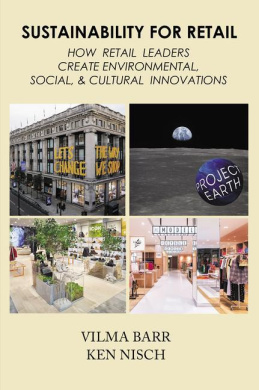 SUSTAINABILITY FOR RETAIL
HOW RETAIL LEADERS
CREATE ENVIRONMENTAL,
SOCIAL, & CULTURAL INNOVATIONS
LET'S
CHANGE
THE WAY
WE SHOP
PROJECT
EARTH
VILMA BARR
KEN NISCH